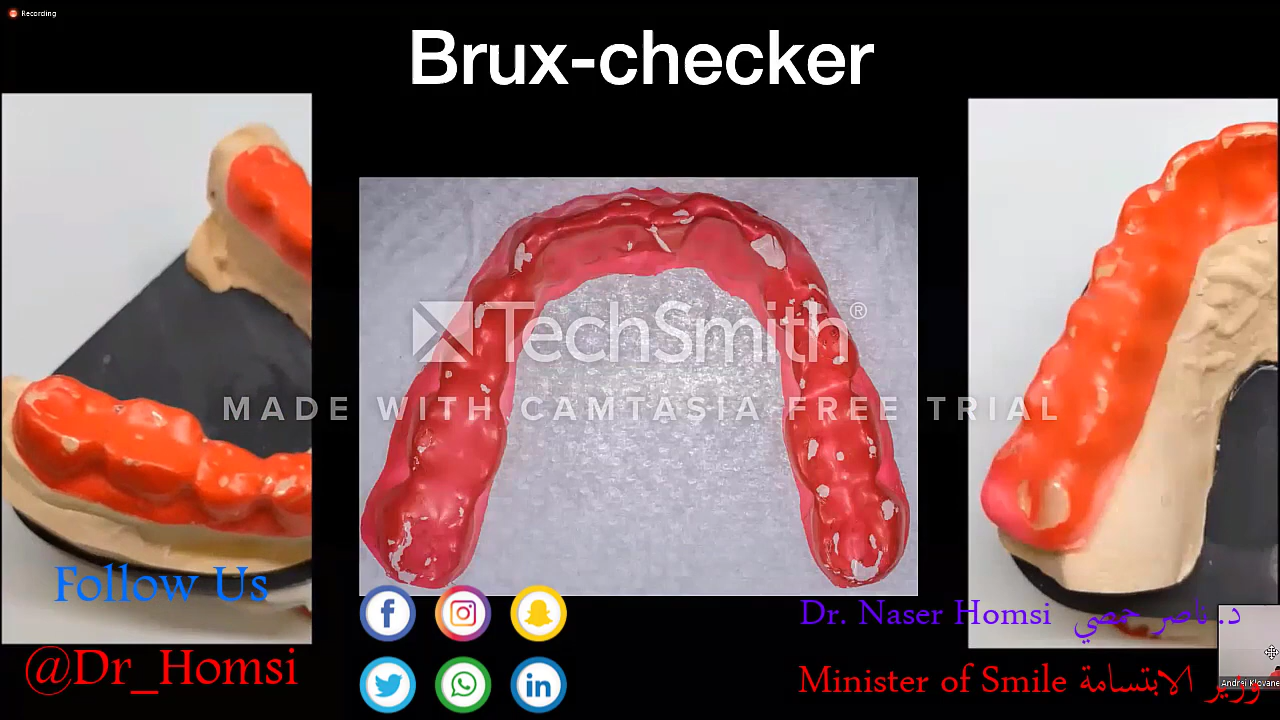 Recording
Brux-checker
TechSmith®
MADE WITH CAMTASIA FREE TRIAL
Follow Us
@Dr_Homsi
Dr. Naser Homsi د. ناصر حمصي
Minister of Smile وزير الابتسامة
Andrei